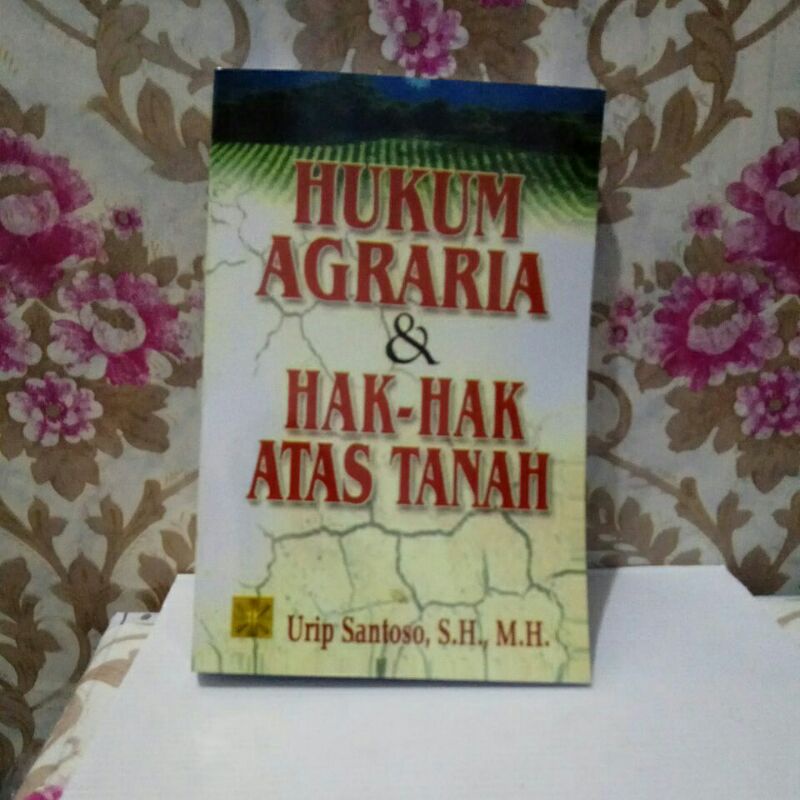 HUKUM
AGRARIA
&
HAK-HAK
ATAS TANAH
Urip Santoso, S.H., M.H.